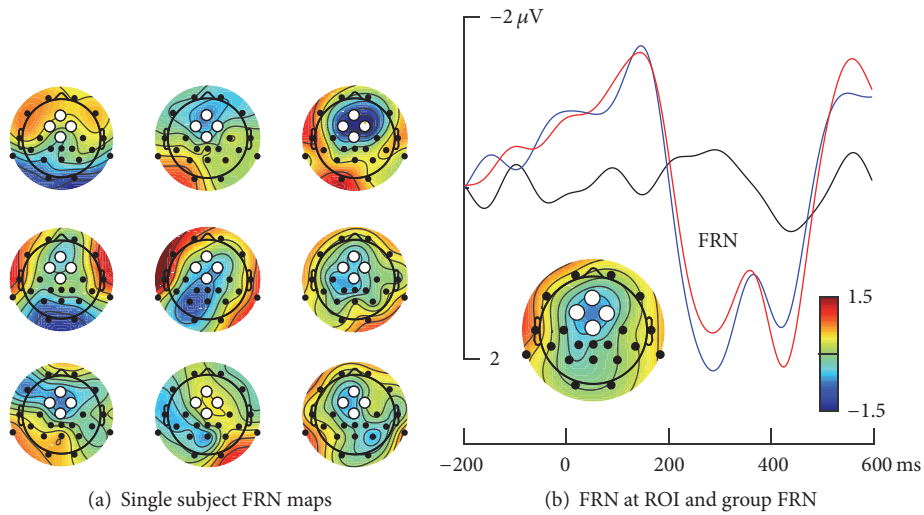 −2 μV
FRN
2
1.5
−1.5
−200 0 200 400 600 ms
(a) Single subject FRN maps
(b) FRN at ROI and group FRN